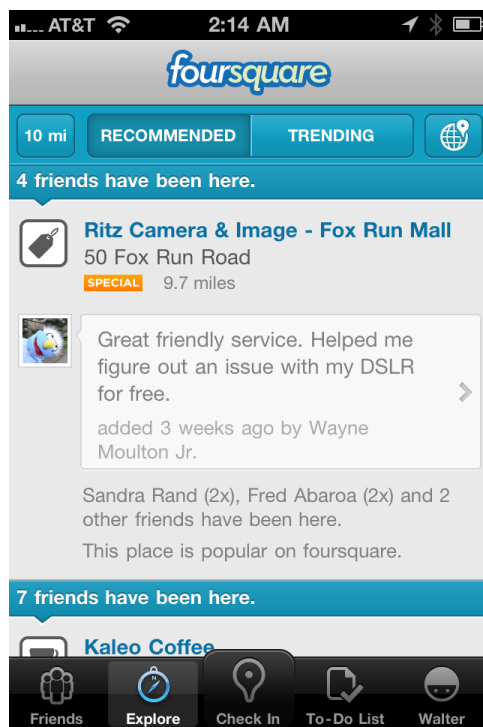 AT&T 2:14 AM
foursquare
10 mi RECOMMENDED TRENDING
4 friends have been here.
Ritz Camera & Image - Fox Run Mall
50 Fox Run Road
SPECIAL 9.7 miles
Great friendly service. Helped me
figure out an issue with my DSLR
for free.
added 3 weeks ago by Wayne
Moulton Jr.
Sandra Rand (2x), Fred Abaroa (2x) and 2
other friends have been here.
This place is popular on foursquare.
7 friends have been here.
Kaleo Coffee
Friends Explore Check In To-Do List Walter